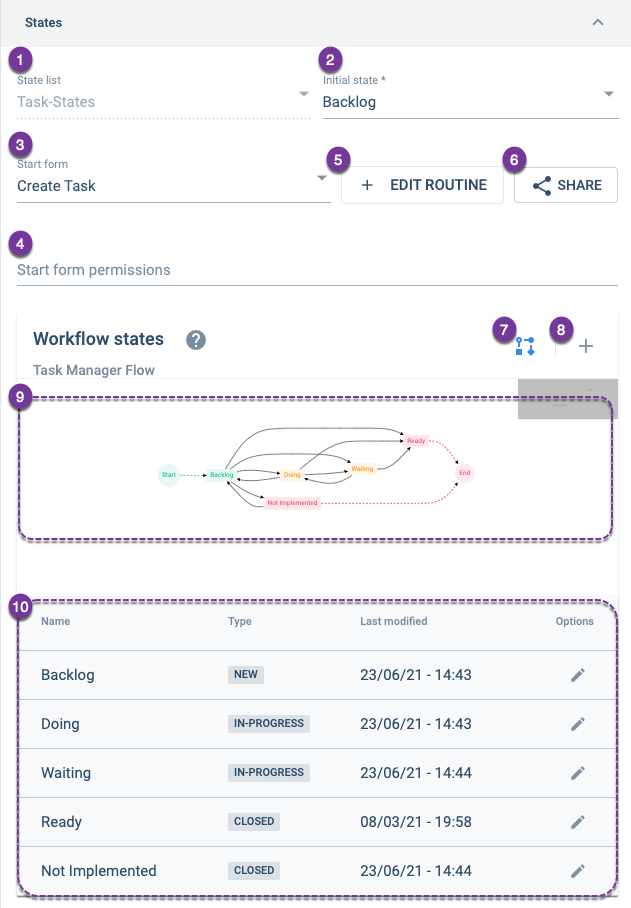 States
1 2
State list Initial state *
Task-States Backlog
3
Start form 5 6
Create Task + EDIT ROUTINE SHARE
4
Start form permissions
Workflow states ? 7 8 +
Task Manager Flow
9
Ready
Start Backlog Doing Waiting End
Not Implemented
10
Name Type Last modified Options
Backlog NEW 23/06/21 - 14:43
Doing IN-PROGRESS 23/06/21 - 14:43
Waiting IN-PROGRESS 23/06/21 - 14:44
Ready CLOSED 08/03/21 - 19:58
Not Implemented CLOSED 23/06/21 - 14:44